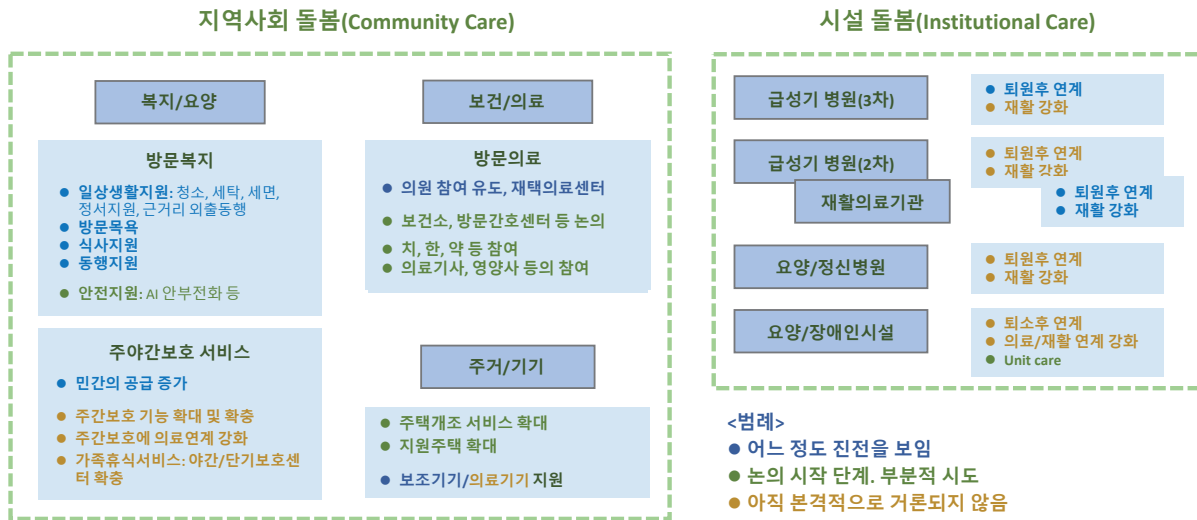 지역사회 돌봄(Community Care)
복지/요양
방문복지
● 일상생활지원: 청소, 세탁, 세면,
정서지원, 근거리 외출동행
● 방문목욕
● 식사지원
● 동행지원
● 안전지원: AI 안부전화 등
주야간보호 서비스
● 민간의 공급 증가
● 주간보호 기능 확대 및 확충
● 주간보호에 의료연계 강화
● 가족휴식서비스: 야간/단기보호센
터 확충
보건/의료
방문의료
● 의원 참여 유도, 재택의료센터
● 보건소, 방문간호센터 등 논의
● 치, 한, 약 등 참여
● 의료기사, 영양사 등의 참여
주거/기기
● 주택개조 서비스 확대
● 지원주택 확대
● 보조기기/의료기기 지원
시설 돌봄(Institutional Care)
급성기 병원(3차)
● 퇴원후 연계
● 재활 강화
급성기 병원(2차)
● 퇴원후 연계
● 재활 강화
재활의료기관
● 퇴원후 연계
● 재활 강화
요양/정신병원
● 퇴원후 연계
● 재활 강화
요양/장애인시설
● 퇴소후 연계
● 의료/재활 연계 강화
● Unit care
<범례>
● 어느 정도 진전을 보임
● 논의 시작 단계. 부분적 시도
● 아직 본격적으로 거론되지 않음